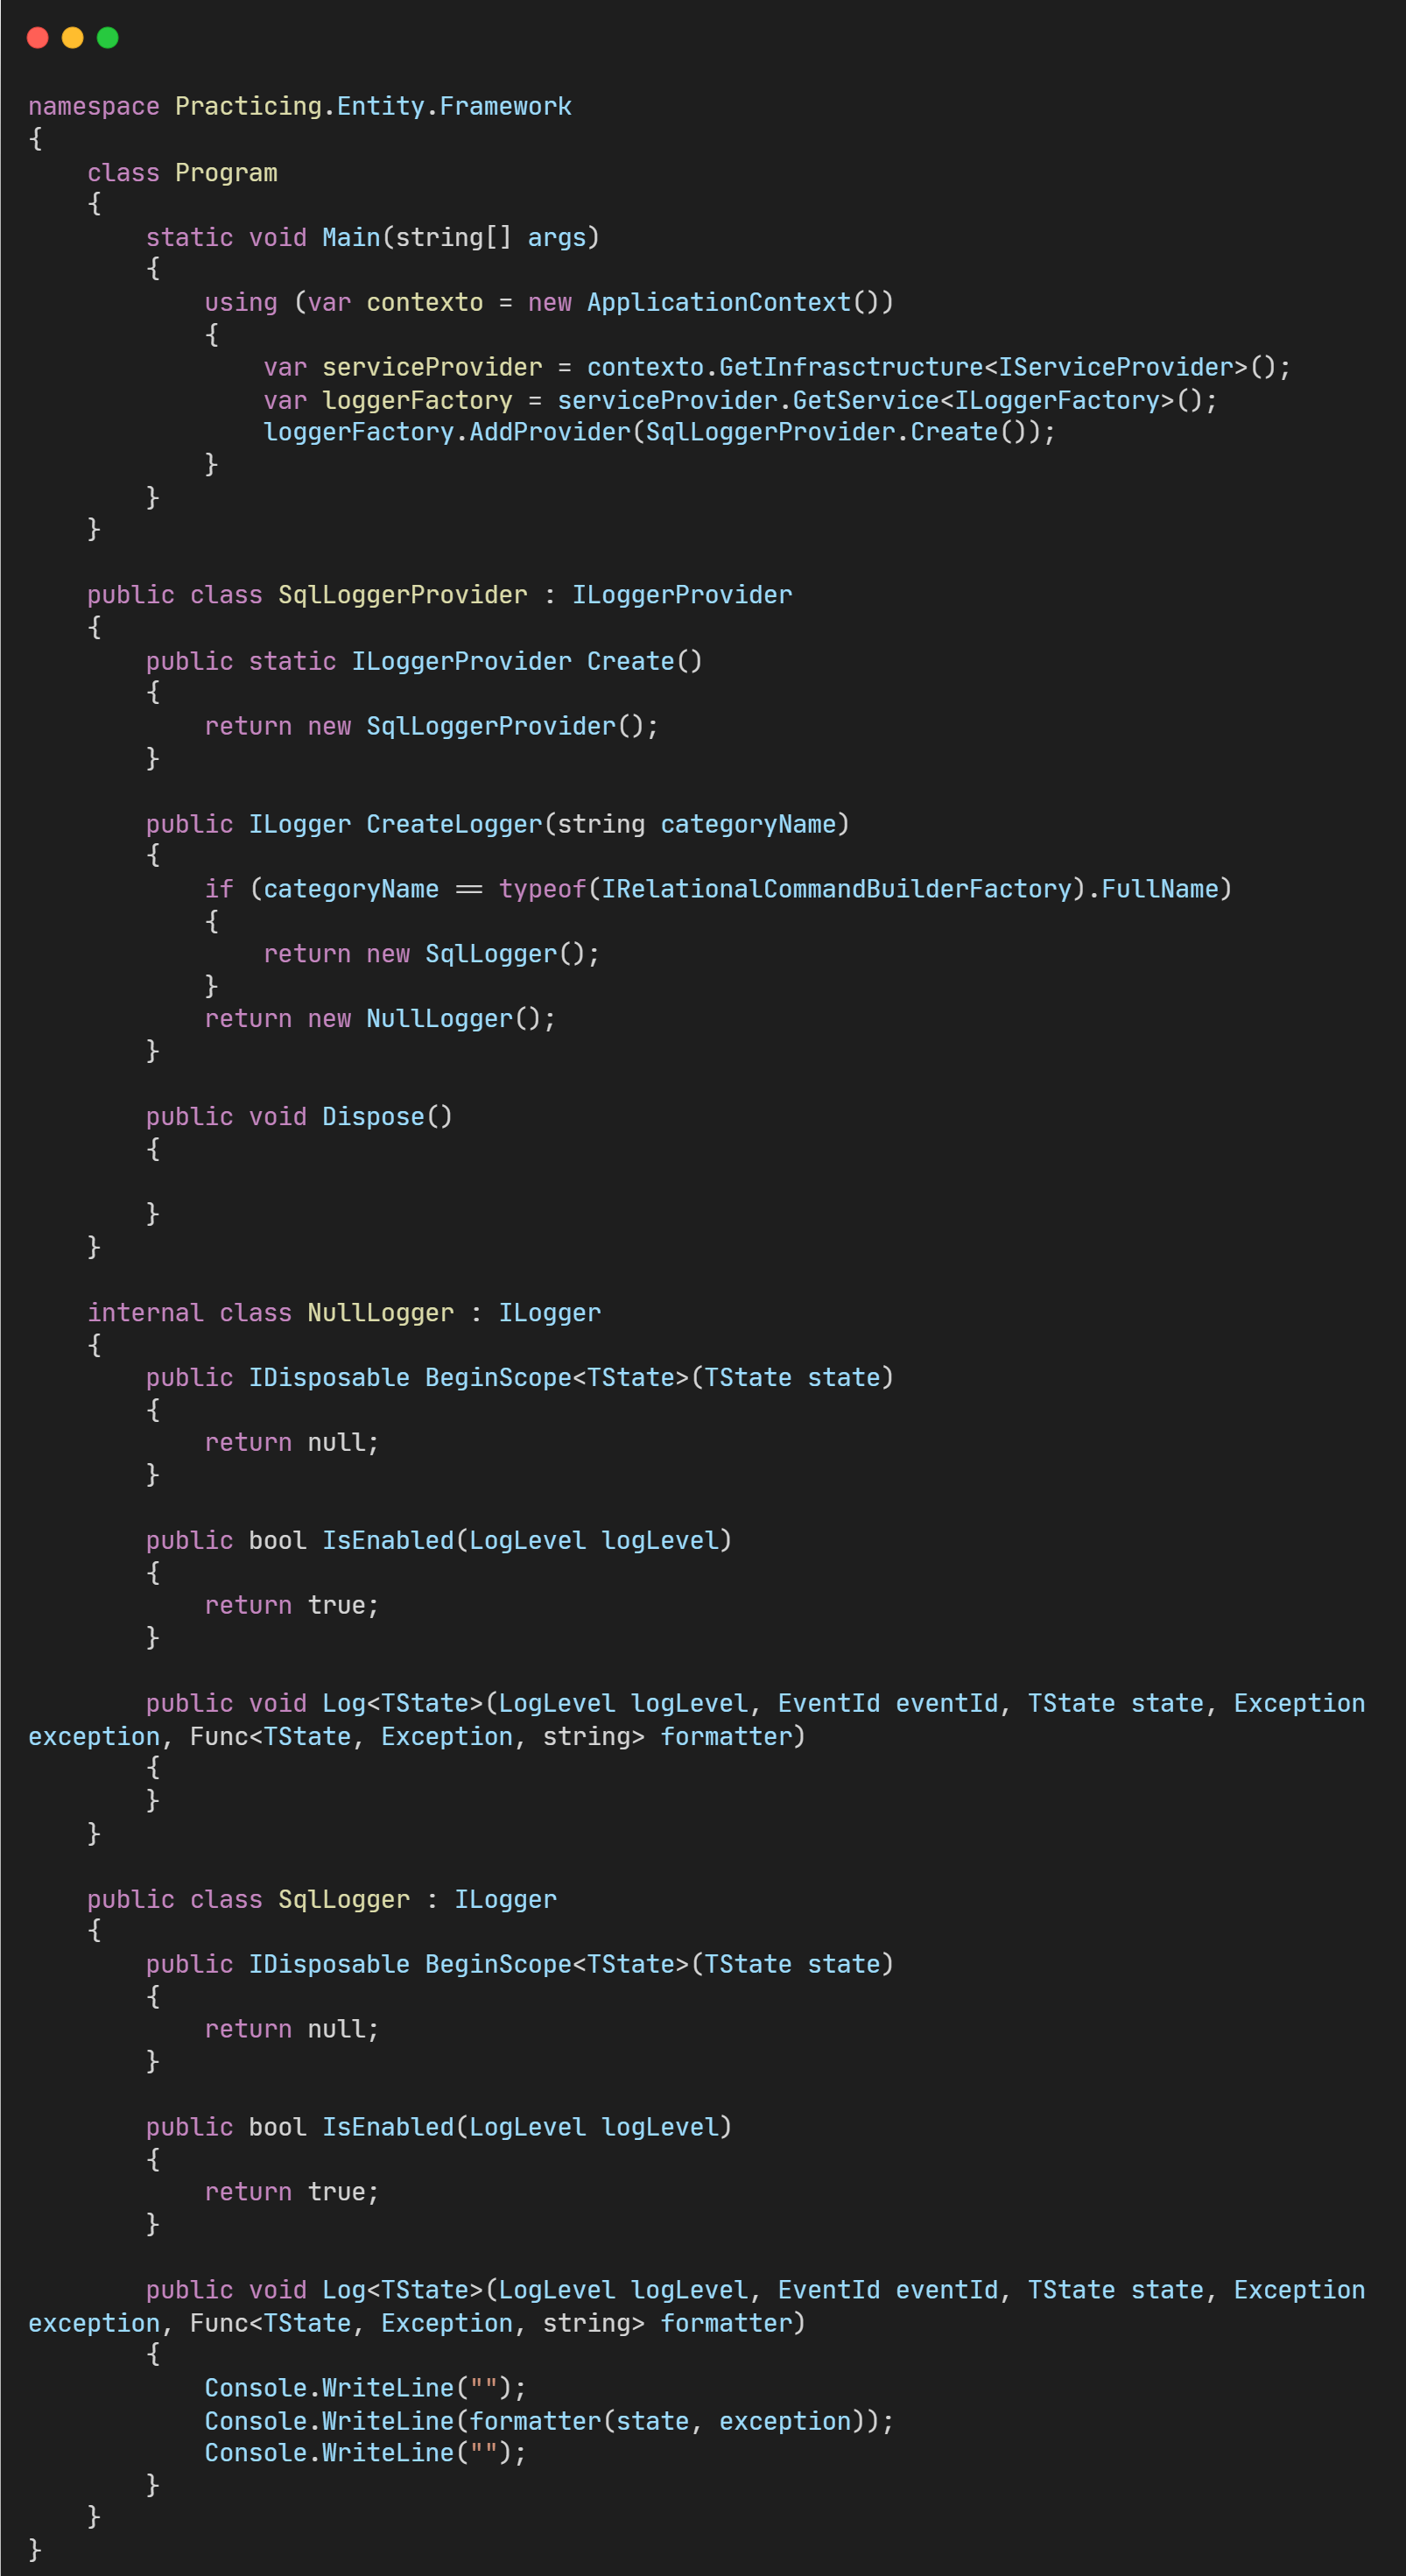 namespace Practicing.Entity.Framework
{
    class Program
    {
        static void Main(string[] args)
        {
            using (var contexto = new ApplicationContext())
            {
                var serviceProvider = contexto.GetInfrasctructure<IServiceProvider>();
                var loggerFactory = serviceProvider.GetService<ILoggerFactory>();
                loggerFactory.AddProvider(SqlLoggerProvider.Create());
            }
        }
    }

    public class SqlLoggerProvider : ILoggerProvider
    {
        public static ILoggerProvider Create()
        {
            return new SqlLoggerProvider();
        }

        public ILogger CreateLogger(string categoryName)
        {
            if (categoryName == typeof(IRelationalCommandBuilderFactory).FullName)
            {
                return new SqlLogger();
            }
            return new NullLogger();
        }

        public void Dispose()
        {

        }
    }

    internal class NullLogger : ILogger
    {
        public IDisposable BeginScope<TState>(TState state)
        {
            return null;
        }

        public bool IsEnabled(LogLevel logLevel)
        {
            return true;
        }

        public void Log<TState>(LogLevel logLevel, EventId eventId, TState state, Exception
exception, Func<TState, Exception, string> formatter)
        {
        }
    }

    public class SqlLogger : ILogger
    {
        public IDisposable BeginScope<TState>(TState state)
        {
            return null;
        }

        public bool IsEnabled(LogLevel logLevel)
        {
            return true;
        }

        public void Log<TState>(LogLevel logLevel, EventId eventId, TState state, Exception
exception, Func<TState, Exception, string> formatter)
        {
            Console.WriteLine("");
            Console.WriteLine(formatter(state, exception));
            Console.WriteLine("");
        }
    }
}